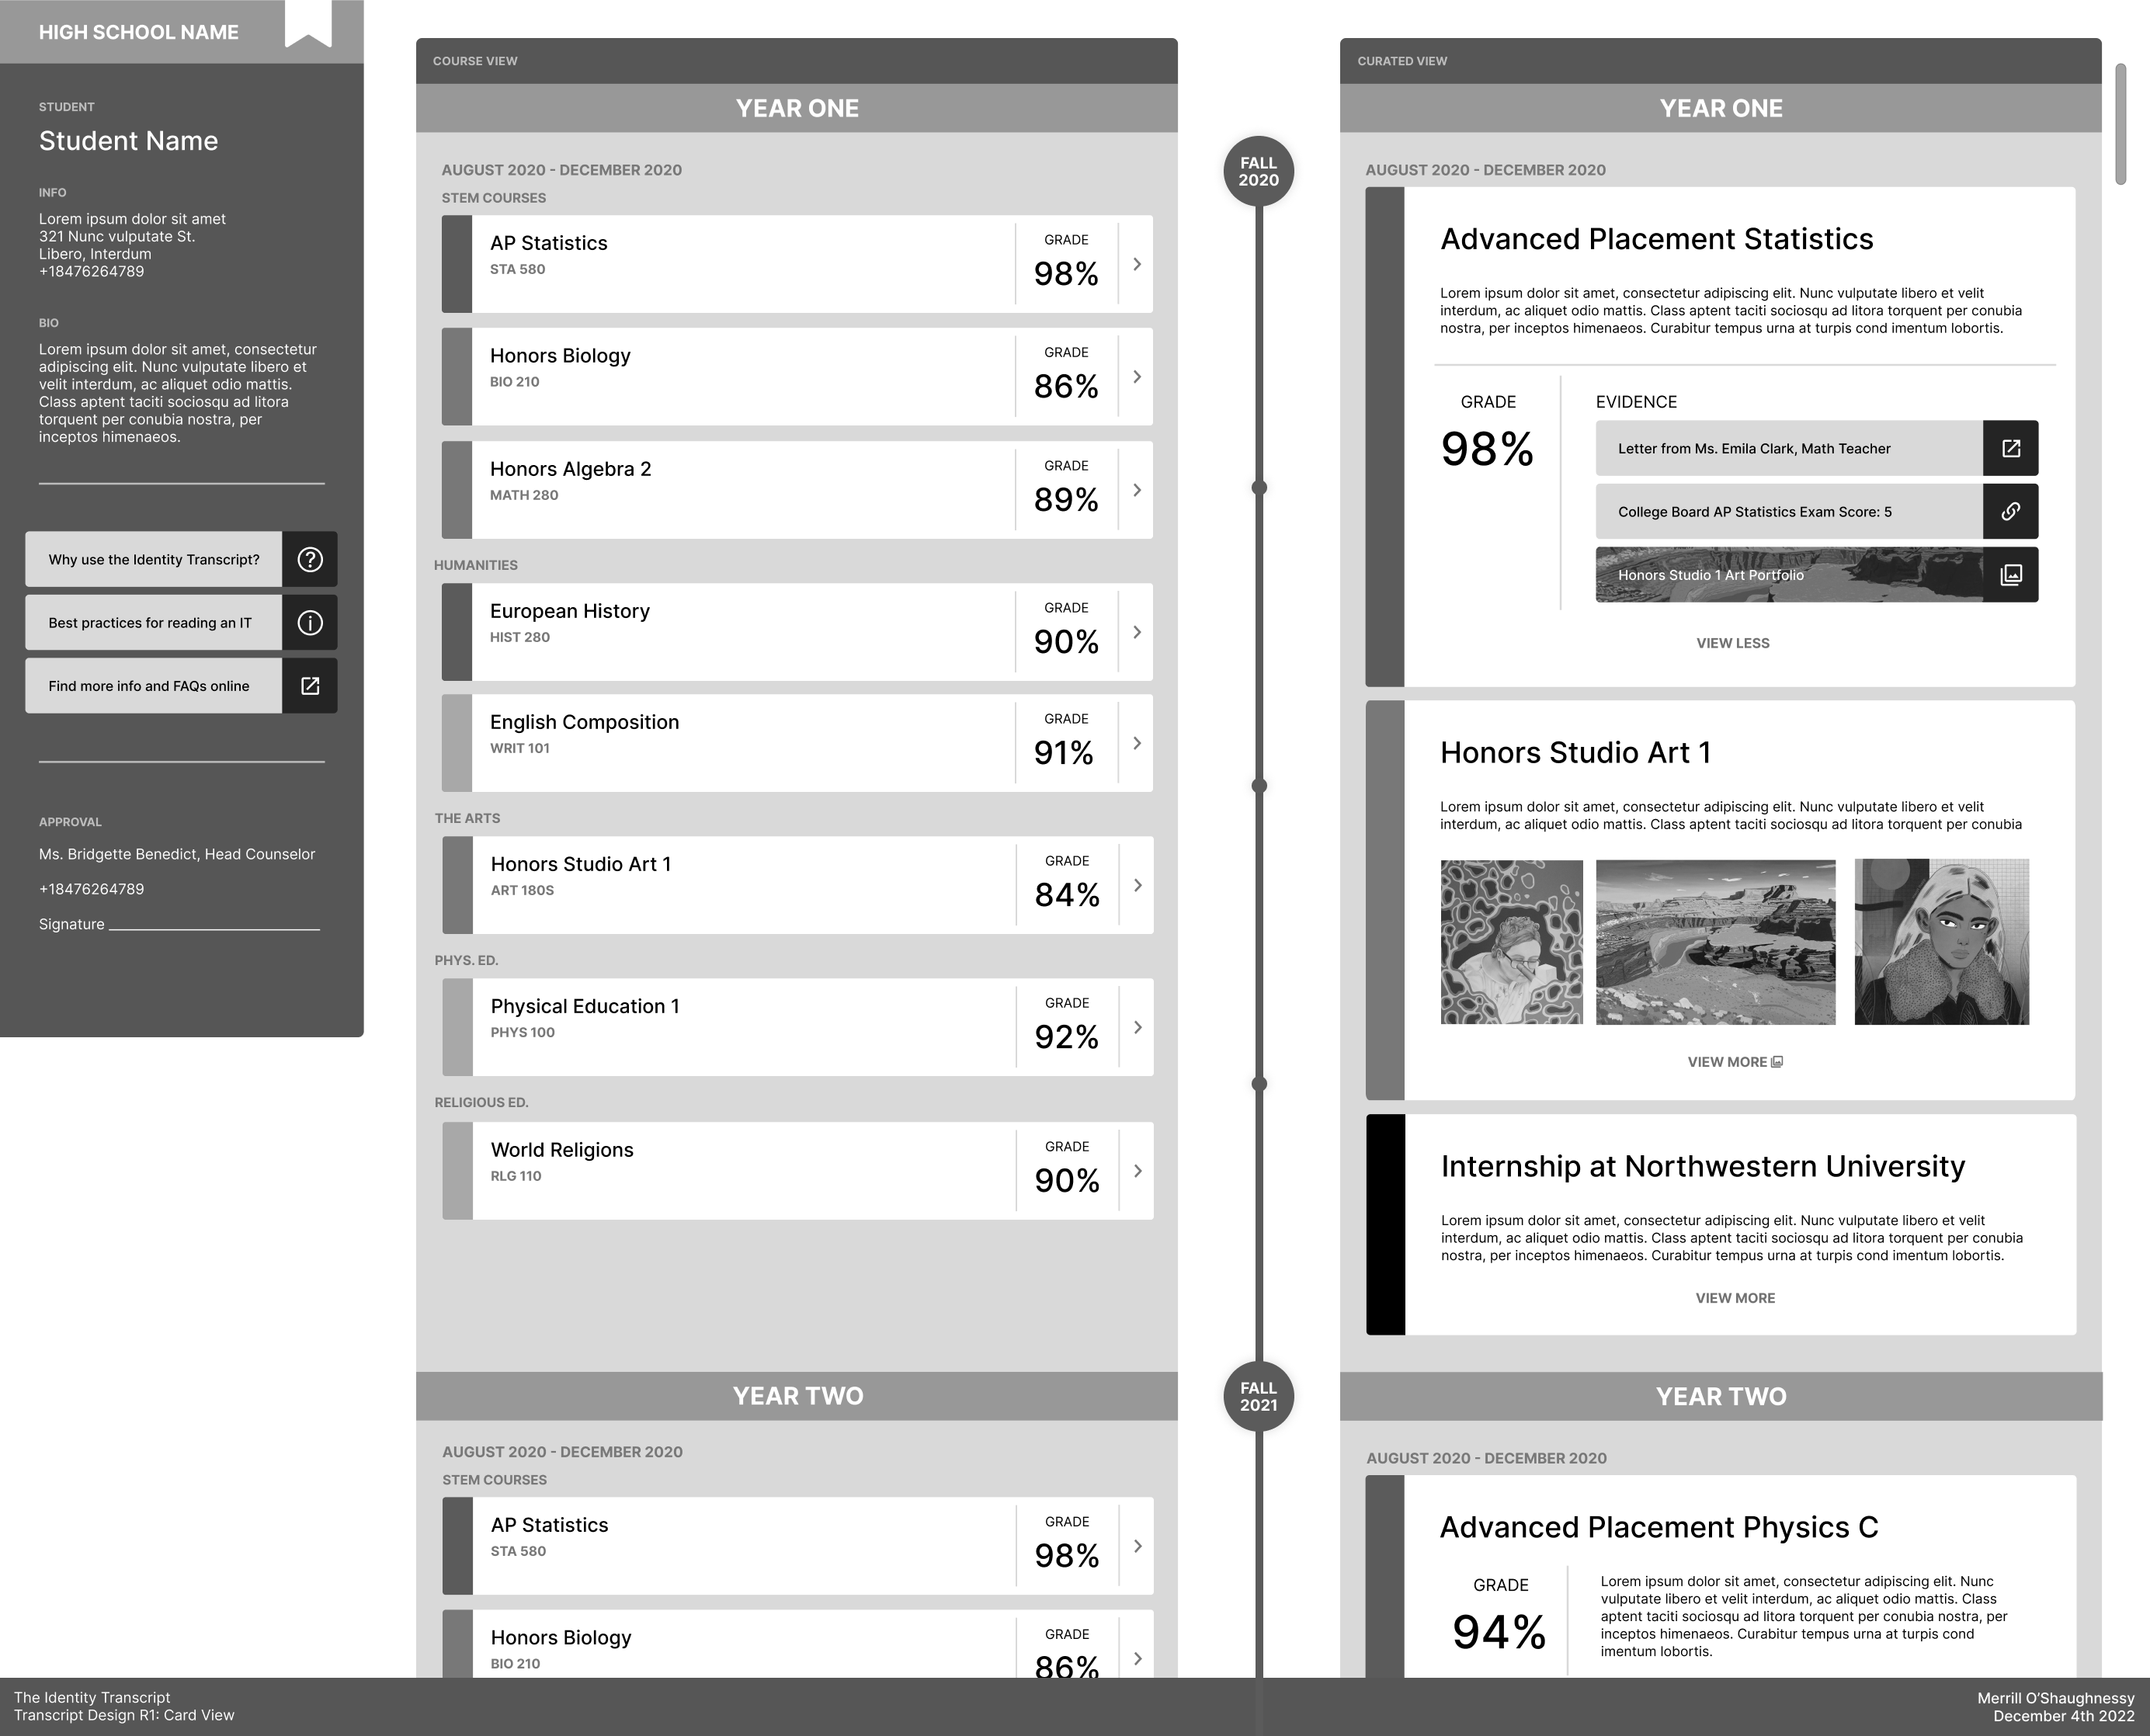 HIGH SCHOOL NAME
STUDENT
Student Name
INFO
Lorem ipsum dolor sit amet
321 Nunc vulputate St.
Libero, Interdum
+18476264789
BIO
Lorem ipsum dolor sit amet, consectetur
adipiscing elit. Nunc vulputate libero et
velit interdum, ac aliquet odio mattis.
Class aptent taciti sociosqu ad litora
torquent per conubia nostra, per
inceptos himenaeos.
Why use the Identity Transcript?
Best practices for reading an IT
Find more info and FAQs online
APPROVAL
Ms. Bridgette Benedict, Head Counselor
+18476264789
Signature
COURSE VIEW
YEAR ONE
AUGUST 2020 - DECEMBER 2020
STEM COURSES
AP Statistics
STA 580
GRADE
98%
Honors Biology
BIO 210
GRADE
86%
Honors Algebra 2
MATH 280
GRADE
89%
HUMANITIES
European History
HIST 280
GRADE
90%
English Composition
WRIT 101
GRADE
91%
THE ARTS
Honors Studio Art 1
ART 180S
GRADE
84%
PHYS. ED.
Physical Education 1
PHYS 100
GRADE
92%
RELIGIOUS ED.
World Religions
RLG 110
GRADE
90%
YEAR TWO
AUGUST 2020 - DECEMBER 2020
STEM COURSES
AP Statistics
STA 580
GRADE
98%
Honors Biology
BIO 210
GRADE
86%
FALL
2020
FALL
2021
CURATED VIEW
YEAR ONE
AUGUST 2020 - DECEMBER 2020
Advanced Placement Statistics
Lorem ipsum dolor sit amet, consectetur adipiscing elit. Nunc vulputate libero et velit
interdum, ac aliquet odio mattis. Class aptent taciti sociosqu ad litora torquent per conubia
nostra, per inceptos himenaeos. Curabitur tempus urna at turpis cond imentum lobortis.
GRADE
98%
EVIDENCE
Letter from Ms. Emila Clark, Math Teacher
College Board AP Statistics Exam Score: 5
Honors Studio 1 Art Portfolio
VIEW LESS
Honors Studio Art 1
Lorem ipsum dolor sit amet, consectetur adipiscing elit. Nunc vulputate libero et velit
interdum, ac aliquet odio mattis. Class aptent taciti sociosqu ad litora torquent per conubia
VIEW MORE
Internship at Northwestern University
Lorem ipsum dolor sit amet, consectetur adipiscing elit. Nunc vulputate libero et velit
interdum, ac aliquet odio mattis. Class aptent taciti sociosqu ad litora torquent per conubia
nostra, per inceptos himenaeos. Curabitur tempus urna at turpis cond imentum lobortis.
VIEW MORE
YEAR TWO
AUGUST 2020 - DECEMBER 2020
Advanced Placement Physics C
GRADE
94%
Lorem ipsum dolor sit amet, consectetur adipiscing elit. Nunc
vulputate libero et velit interdum, ac aliquet odio mattis. Class
aptent taciti sociosqu ad litora torquent per conubia nostra, per
inceptos himenaeos. Curabitur tempus urna at turpis cond
imentum lobortis.
The Identity Transcript
Transcript Design R1: Card View
Merrill O’Shaughnessy
December 4th 2022